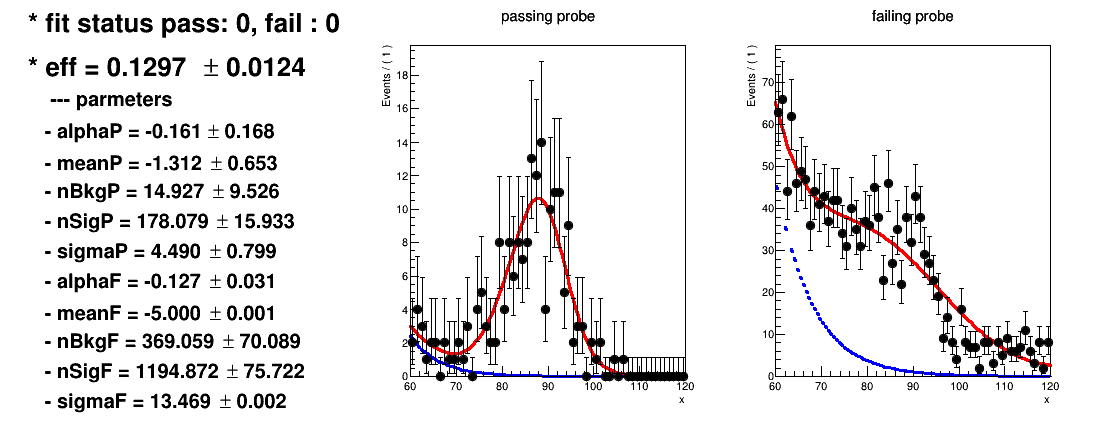 * fit status pass: 0, fail : 0
* eff = 0.1297 ± 0.0124
--- parmeters
- alphaP = -0.161 ± 0.168
- meanP = -1.312 ± 0.653
- nBkgP = 14.927 ± 9.526
- nSigP = 178.079 ± 15.933
- sigmaP = 4.490 ± 0.799
- alphaF = -0.127 ± 0.031
- meanF = -5.000 ± 0.001
- nBkgF = 369.059 ± 70.089
- nSigF = 1194.872 ± 75.722
- sigmaF = 13.469 ± 0.002
passing probe
Events / ( 1 )
18
16
14
12
10
8
6
4
2
0
60 70 80 90 100 110 120
x
failing probe
Events / ( 1 )
70
60
50
40
30
20
10
0
60 70 80 90 100 110 120
x